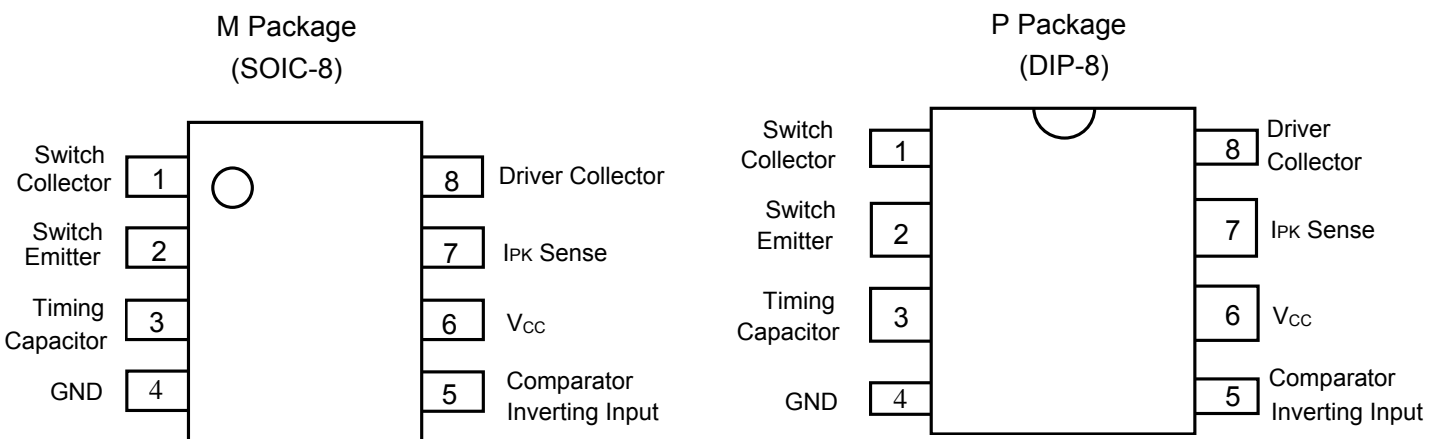 M Package
(SOIC-8)
Switch
Collector
1
8
Driver Collector
Switch
Emitter
2
7
IPK Sense
Timing
Capacitor
3
6
VCC
GND
4
5
Comparator
Inverting Input
P Package
(DIP-8)
Switch
Collector
1
8
Driver
Collector
Switch
Emitter
2
7
IPK Sense
Timing
Capacitor
3
6
VCC
GND
4
5
Comparator
Inverting Input